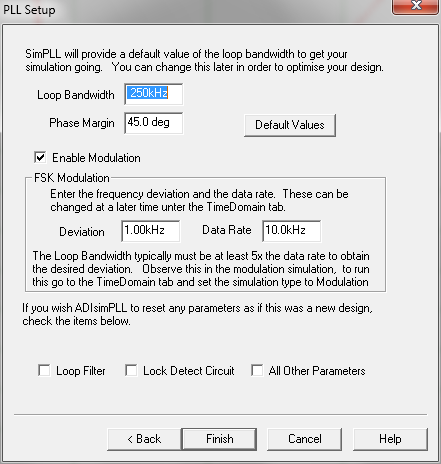 PLL Setup
SimPLL will provide a default value of the loop bandwidth to get your
simulation going.   You can change this later in order to optimise your design.
Loop Bandwidth 250kHz
Phase Margin 45.0 deg Default Values
Enable Modulation
FSK Modulation
Enter the frequency deviation and the data rate.  These can be
changed at a later time unter the TimeDomain tab.
Deviation 1.00kHz Data Rate 10.0kHz
The Loop Bandwidth typically must be at least 5x the data rate to obtain
the desired deviation.   Observe this in the modulation simulation,  to run
this go to the TimeDomain tab and set the simulation type to Modulation
If you wish ADIsimPLL to reset any parameters as if this was a new design,
check the items below.
Loop Filter Lock Detect Circuit All Other Parameters
< Back Finish Cancel Help